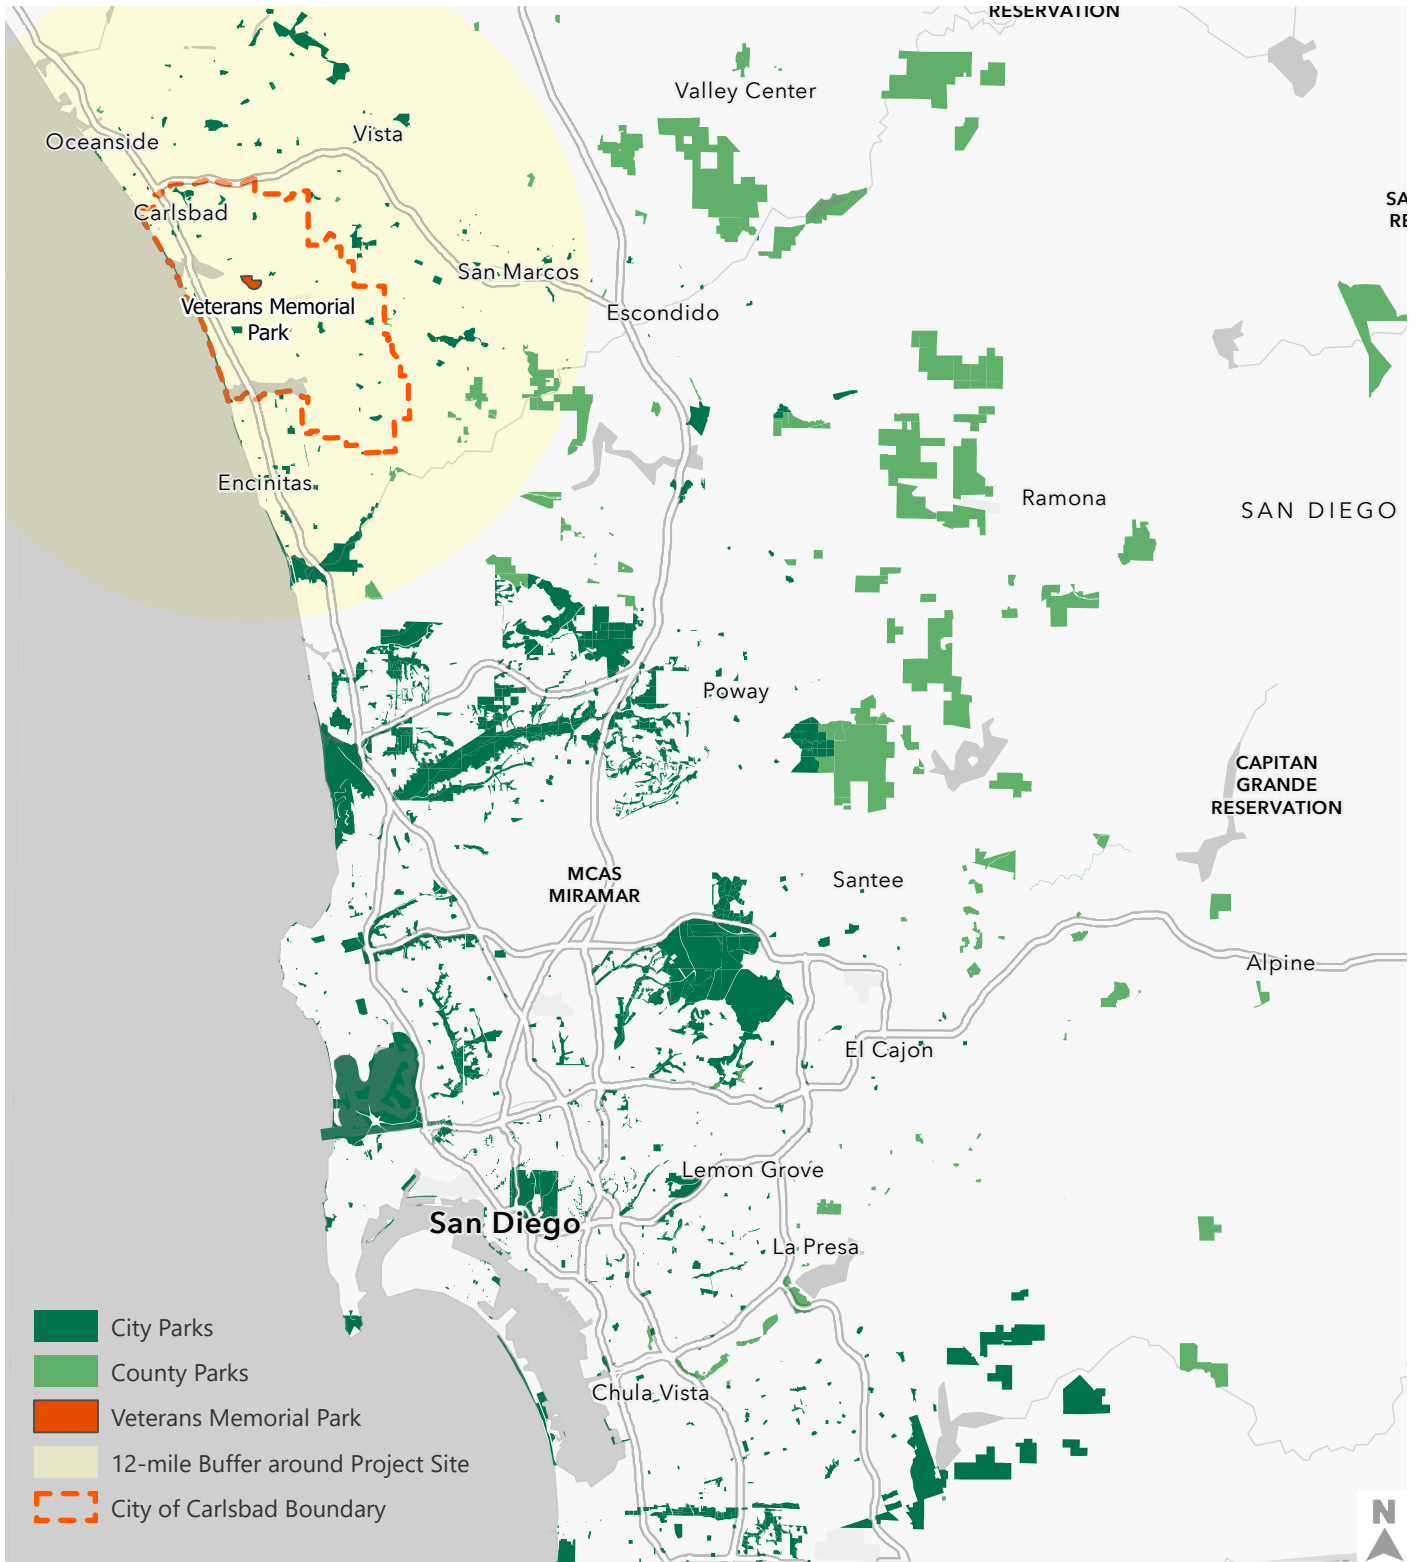 RESERVATION
Valley Center
Oceanside
Vista
Carlsbad
San Marcos
Veterans Memorial
Park
Escondido
Encinitas
Ramona
SAN DIEGO
Poway
CAPITAN
GRANDE
RESERVATION
MCAS
MIRAMAR
Santee
Alpine
El Cajon
Lemon Grove
San Diego
La Presa
Chula Vista
City Parks
County Parks
Veterans Memorial Park
12-mile Buffer around Project Site
City of Carlsbad Boundary
N